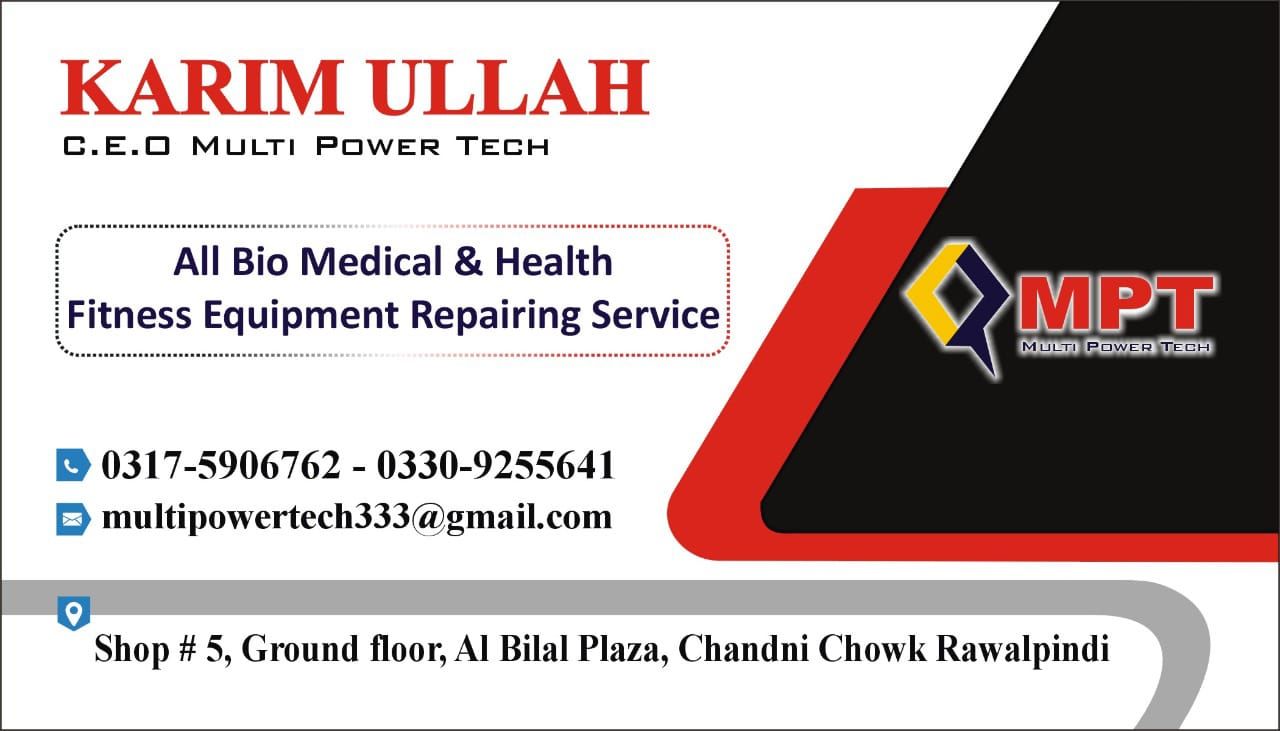 KARIM ULLAH
C.E.O MULTI POWER TECH
All Bio Medical & Health
Fitness Equipment Repairing Service
MPT
MULTI POWER TECH
0317-5906762 - 0330-9255641
multipowertech333@gmail.com
Shop # 5, Ground floor, Al Bilal Plaza, Chandni Chowk Rawalpindi